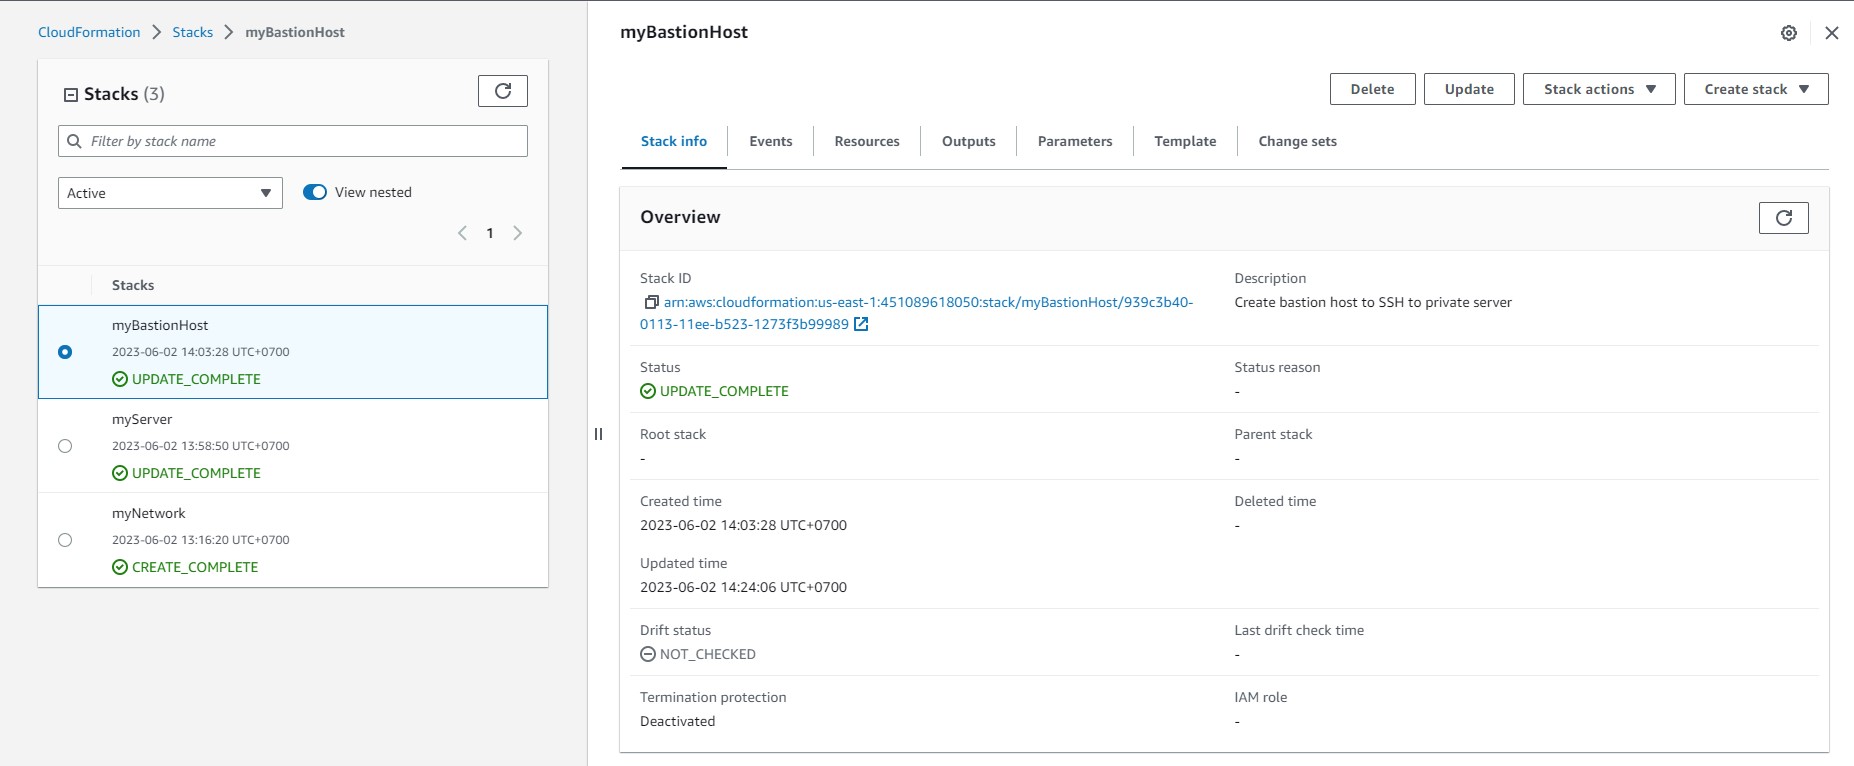 CloudFormation > Stacks > myBastionHost
Stacks (3)
Filter by stack name
Active
View nested
1
Stacks
myBastionHost
2023-06-02 14:03:28 UTC+0700
UPDATE_COMPLETE
myServer
2023-06-02 13:58:50 UTC+0700
UPDATE_COMPLETE
myNetwork
2023-06-02 13:16:20 UTC+0700
CREATE_COMPLETE
myBastionHost
Delete Update Stack actions Create stack
Stack info Events Resources Outputs Parameters Template Change sets
Overview
Stack ID
arn:aws:cloudformation:us-east-1:451089618050:stack/myBastionHost/939c3b40-
0113-11ee-b523-1273f3b99989
Description
Create bastion host to SSH to private server
Status
UPDATE_COMPLETE
Status reason
-
Root stack
-
Parent stack
-
Created time
2023-06-02 14:03:28 UTC+0700
Deleted time
-
Updated time
2023-06-02 14:24:06 UTC+0700
Drift status
NOT_CHECKED
Last drift check time
-
Termination protection
Deactivated
IAM role
-